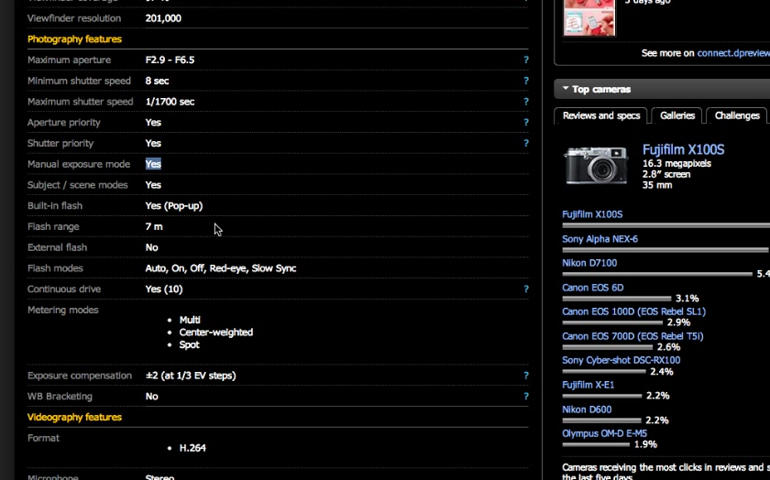 Viewfinder resolution 201,000
Photography features
Maximum aperture F2.9 - F6.5 ?
Minimum shutter speed 8 sec ?
Maximum shutter speed 1/1700 sec ?
Aperture priority Yes ?
Shutter priority Yes ?
Manual exposure mode Yes
Subject / scene modes Yes
Built-in flash Yes (Pop-up)
Flash range 7 m
External flash No
Flash modes Auto, On, Off, Red-eye, Slow Sync
Continuous drive Yes (10) ?
Metering modes
• Multi
• Center-weighted
• Spot
Exposure compensation ±2 (at 1/3 EV steps) ?
WB Bracketing No ?
Videography features
Format
• H.264
Microphone Stereo
5 days ago
See more on connect.dpreview
Top cameras
Reviews and specs Galleries Challenges
Fujifilm X100S
16.3 megapixels
2.8" screen
35 mm
Fujifilm X100S
Sony Alpha NEX-6
Nikon D7100
5.4
Canon EOS 6D
3.1%
Canon EOS 100D (EOS Rebel SL1)
2.9%
Canon EOS 700D (EOS Rebel T5i)
2.6%
Sony Cyber-shot DSC-RX100
2.4%
Fujifilm X-E1
2.2%
Nikon D600
2.2%
Olympus OM-D E-M5
1.9%
Cameras receiving the most clicks in reviews and s
the last five days